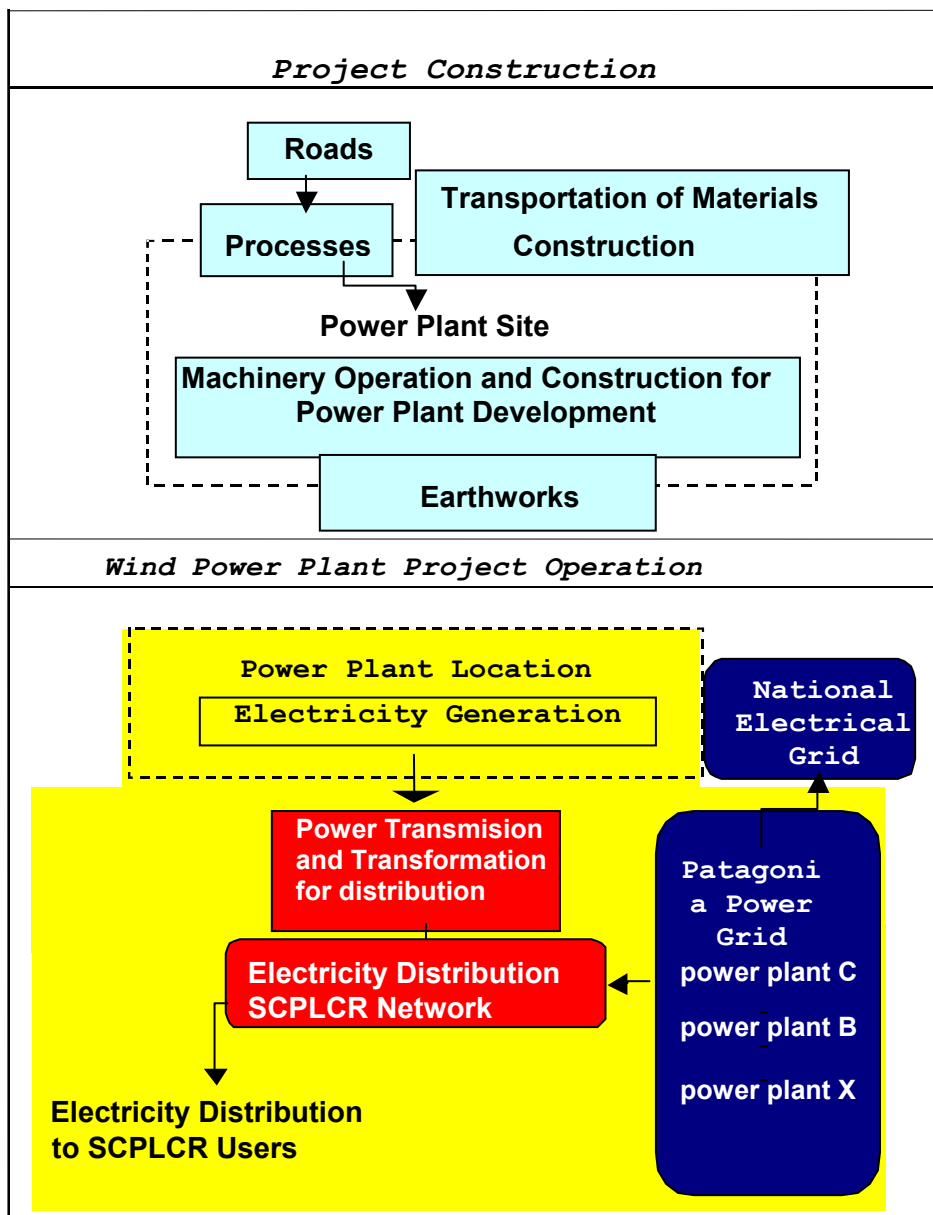 Project Construction
Roads
Transportation of Materials
Construction
Processes
Power Plant Site
Machinery Operation and Construction for
Power Plant Development
Earthworks
Wind Power Plant Project Operation
Power Plant Location
Electricity Generation
National
Electrical
Grid
Power Transmision
and Transformation
for distribution
Patagoni
a Power
Grid
power plant C
power plant B
power plant X
Electricity Distribution
SCPLCR Network
Electricity Distribution
to SCPLCR Users